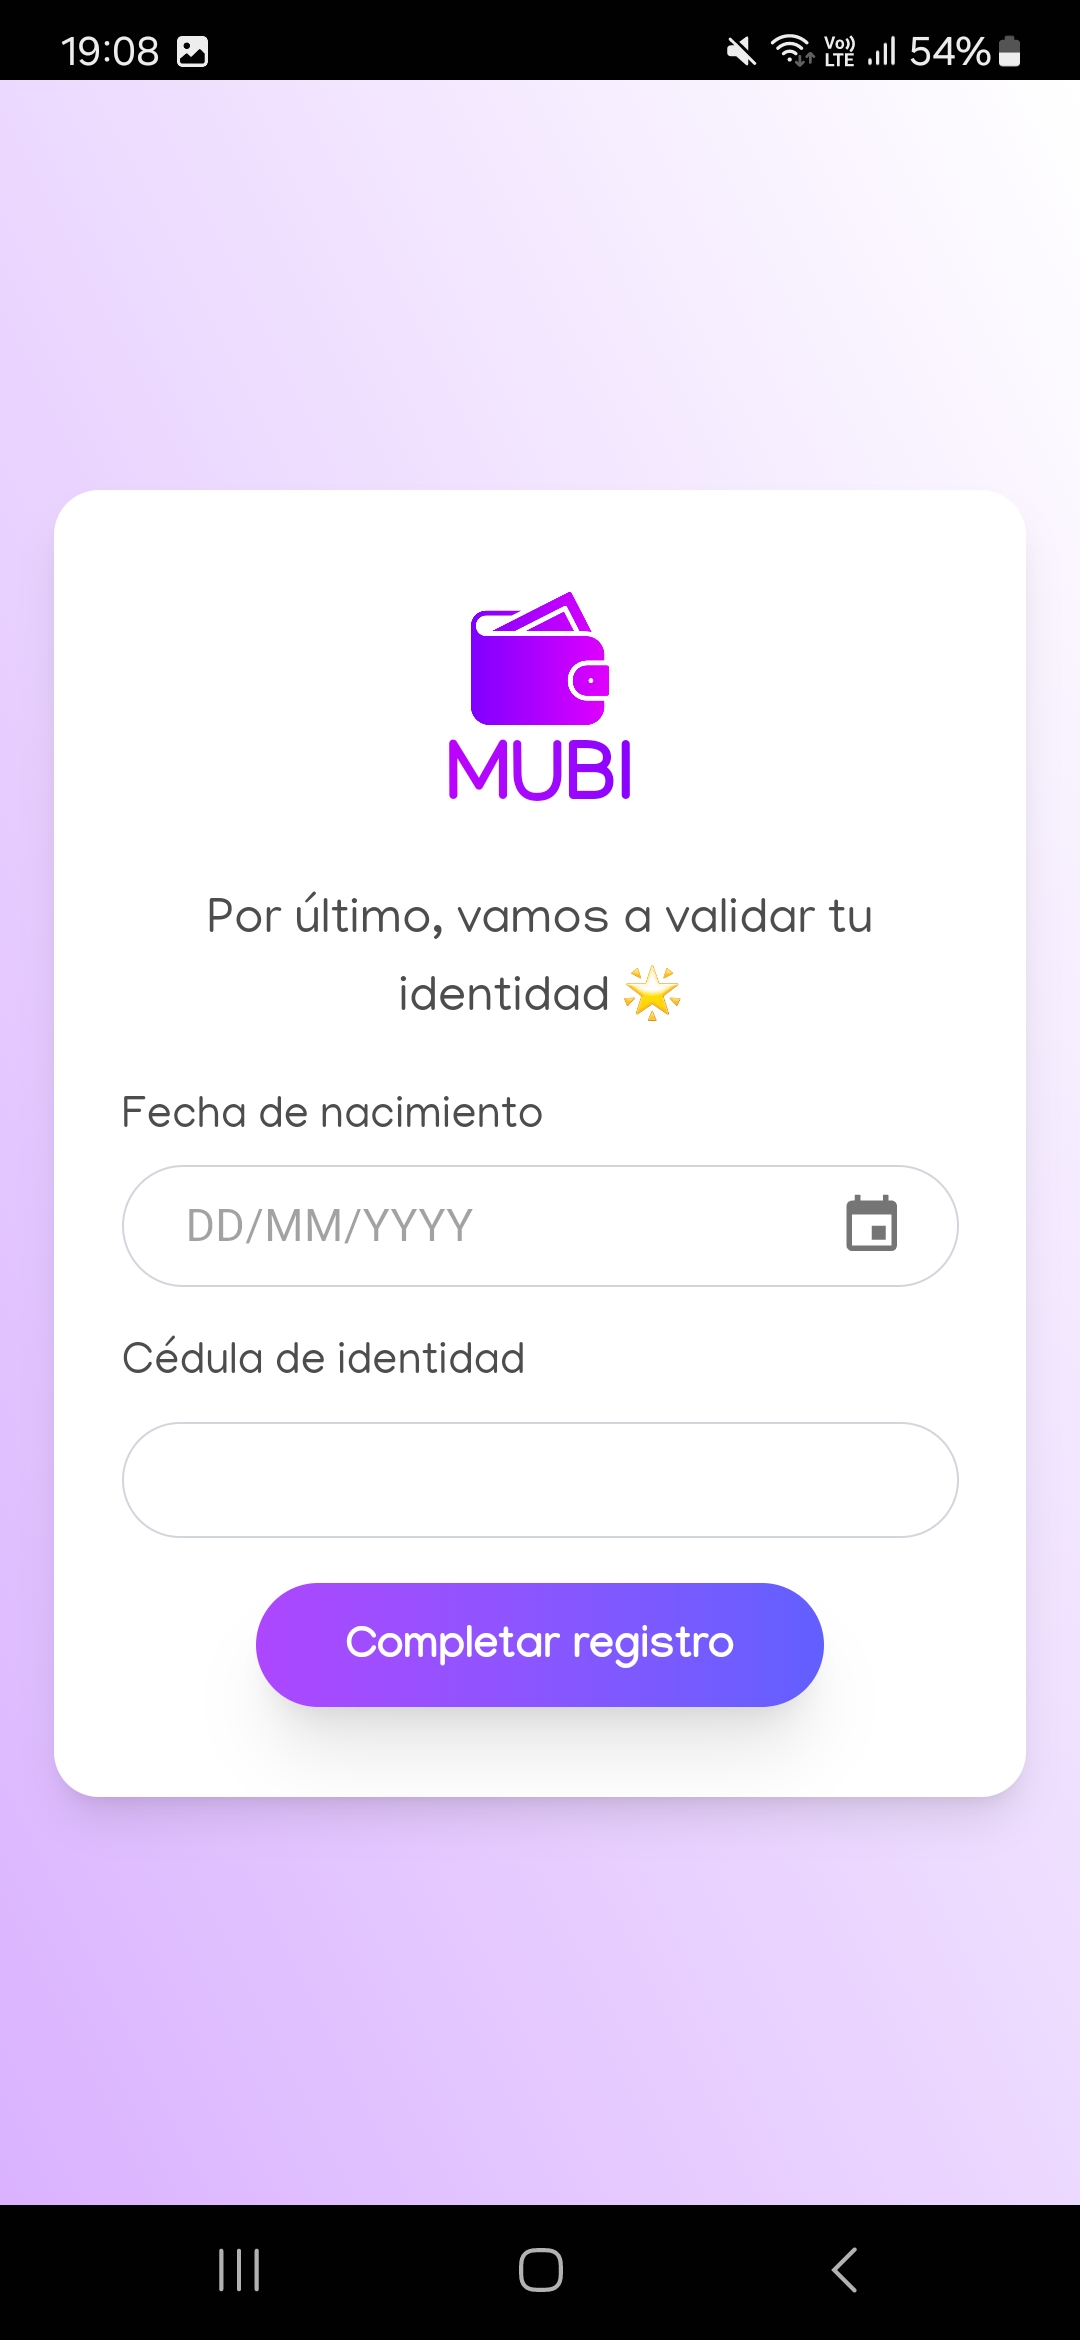 19:08 Vo)) LTE 54%
MUBI
Por último, vamos a validar tu
identidad 🌟
Fecha de nacimiento
DD/MM/YYYY
Cédula de identidad
Completar registro